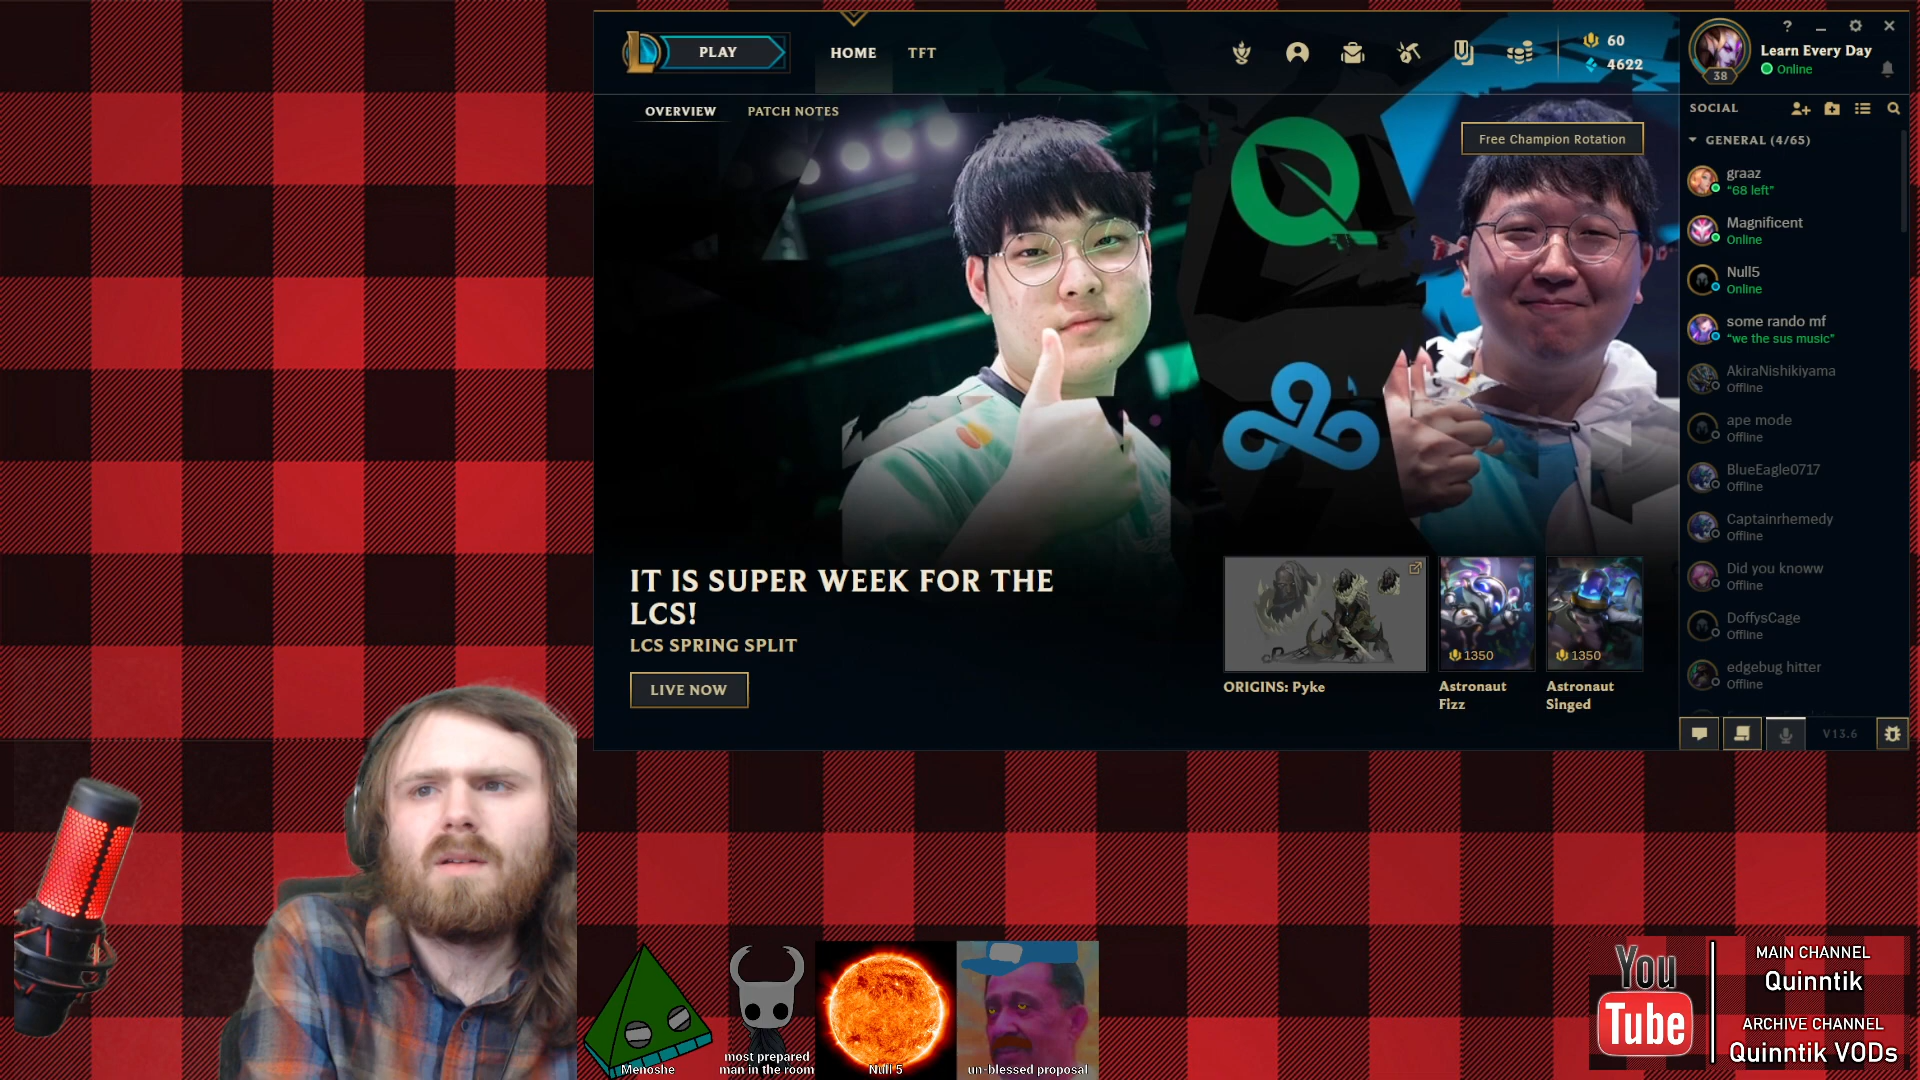 PLAY
HOME
TFT
60
4622
38
Learn Every Day
Online
OVERVIEW
PATCH NOTES
Free Champion Rotation
SOCIAL
GENERAL (4/65)
graaz
"68 left"
Magnificent
Online
Null5
Online
some rando mf
"we the sus music"
AkiraNishikiyama
Offline
ape mode
Offline
BlueEagle0717
Offline
Captainrhemedy
Offline
Did youknoww
Offline
DoffysCage
Offline
edgebug hitter
Offline
IT IS SUPER WEEK FOR THE
LCS!
LCS SPRING SPLIT
LIVE NOW
ORIGINS: Pyke
1350
Astronaut
Fizz
1350
Astronaut
Singed
V13.6
Menoshe
most prepared
man in the room
Null 5
un-blessed proposal
You
Tube
MAIN CHANNEL
Quinntik
ARCHIVE CHANNEL
Quinntik VODs